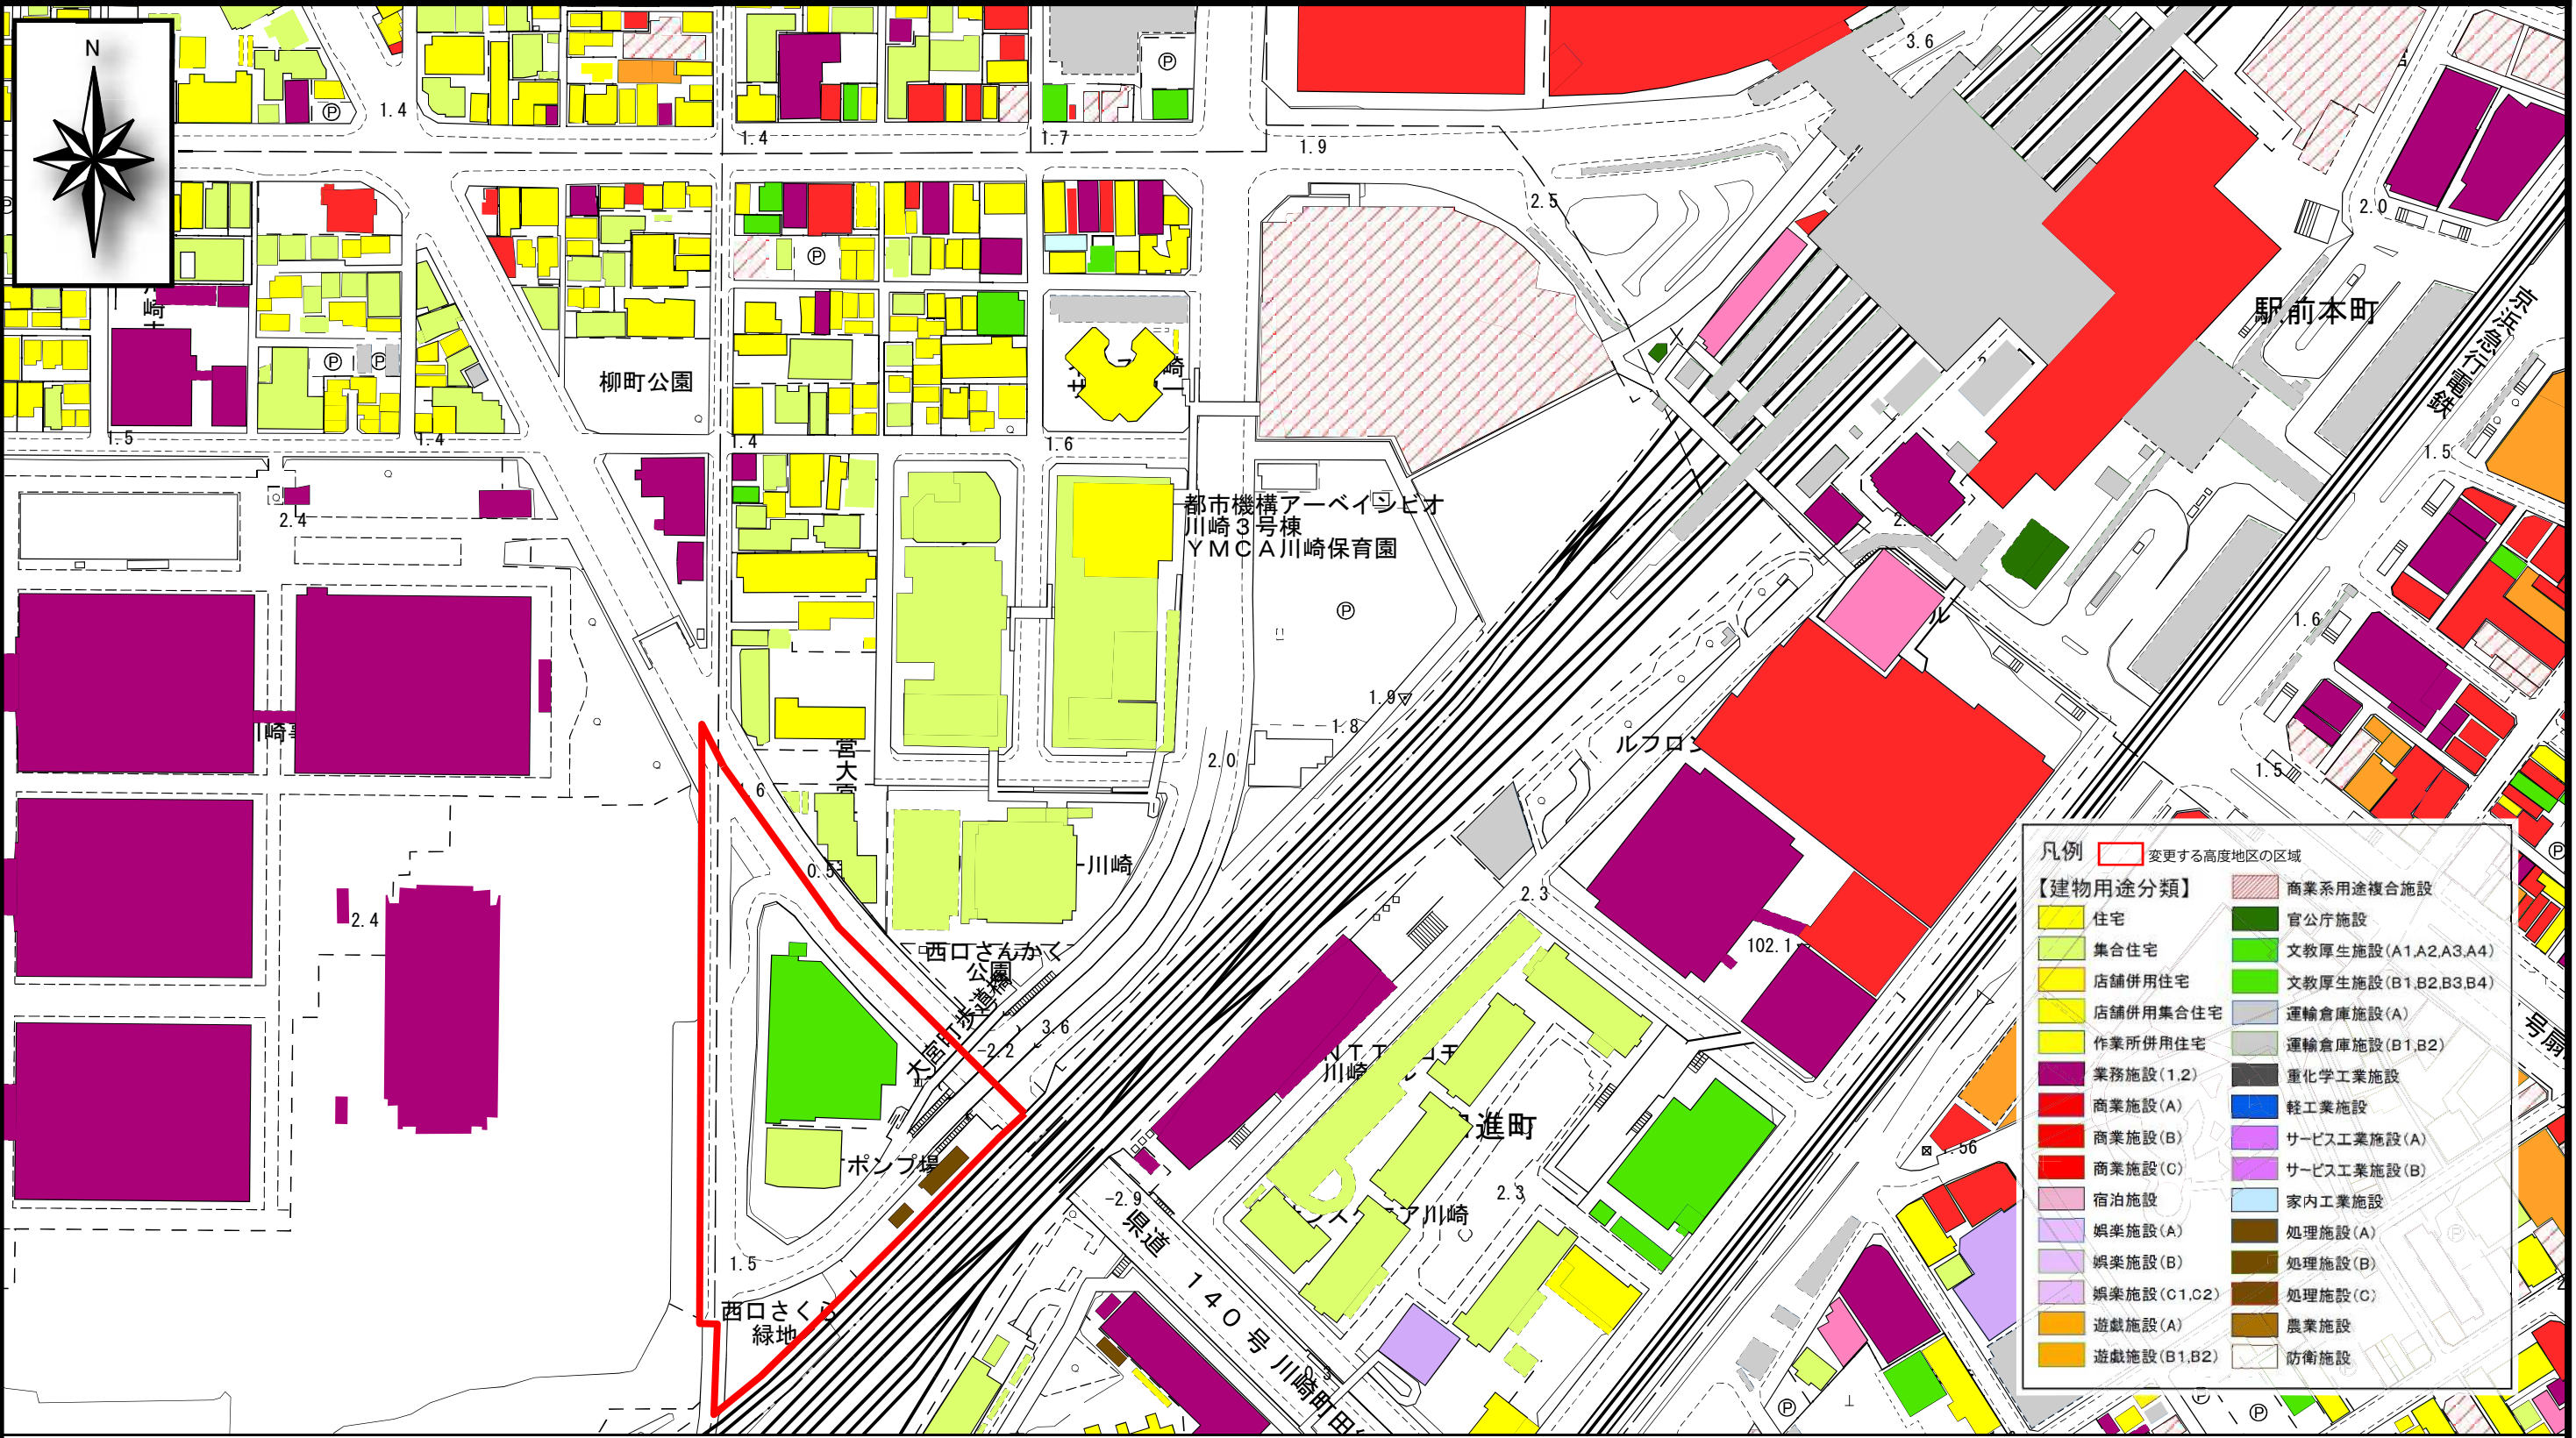 N
3.6
1.4
1.4
1.7
1.9
2.5
2.0
駅前本町
京浜急行電鉄
柳町公園
1.5
1.4
1.4
1.6
1.5
2.4
都市機構アーベインビオ
川崎3号棟
YMCA川崎保育園
1.6
1.9
1.8
2.0
1.5
2.4
0.5
川崎
2.3
102.1
西口さんかく
公園
大宮町歩道橋
3.6
-2.2
ポンプ場
進町
-2.9
2.3
県道 140号 川崎町田
1.5
西口さくら
緑地
凡例
変更する高度地区の区域
【建物用途分類】
住宅
集合住宅
店舗併用住宅
店舗併用集合住宅
作業所併用住宅
業務施設(1,2)
商業施設(A)
商業施設(B)
商業施設(C)
宿泊施設
娯楽施設(A)
娯楽施設(B)
娯楽施設(C1,C2)
遊戯施設(A)
遊戯施設(B1,B2)
商業系用途複合施設
官公庁施設
文教厚生施設(A1,A2,A3,A4)
文教厚生施設(B1,B2,B3,B4)
運輸倉庫施設(A)
運輸倉庫施設(B1,B2)
重化学工業施設
軽工業施設
サービス工業施設(A)
サービス工業施設(B)
家内工業施設
処理施設(A)
処理施設(B)
処理施設(C)
農業施設
防衛施設